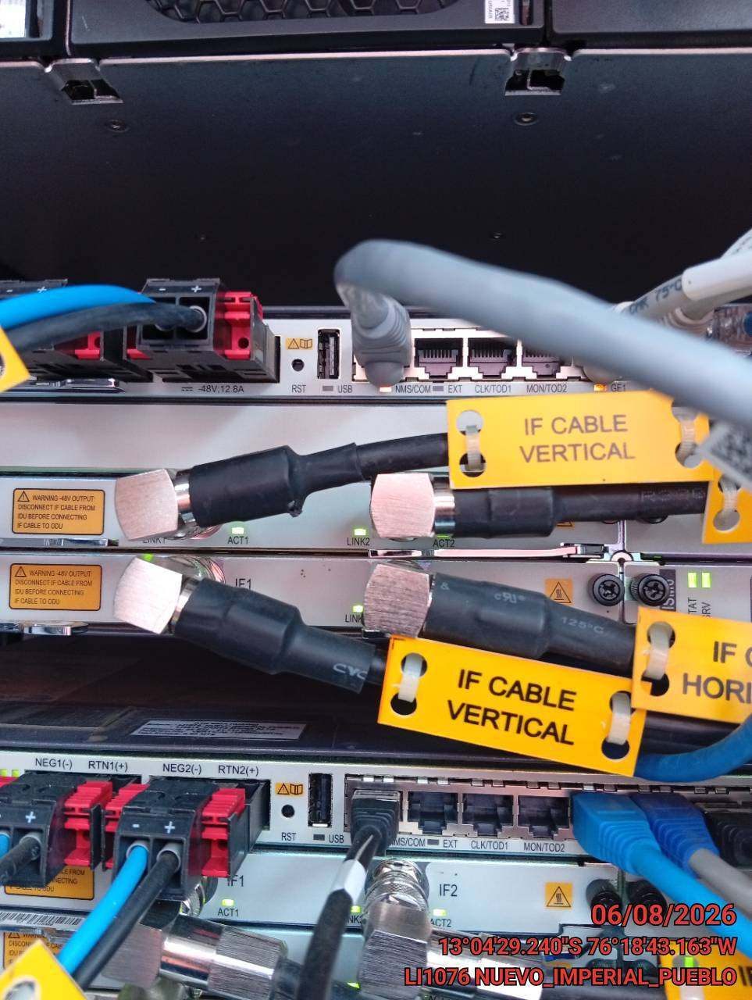 - +
75°C
-48V;12.8A
RST
USB
NMS/COM
EXT
CLK/TOD1
MON/TOD2
GE1
IF CABLE
VERTICAL
WARNING -48V OUTPUT:
DISCONNECT IF CABLE FROM
IDU BEFORE CONNECTING
IF CABLE TO ODU
LINK1
ACT1
LINK2
ACT2
WARNING -48V OUTPUT:
DISCONNECT IF CABLE FROM
IDU BEFORE CONNECTING
IF CABLE TO ODU
IF1
125°C
STAT
SRV
IF CABLE
VERTICAL
IF C
HORI
NEG1(-) RTN1(+) NEG2(-) RTN2(+)
- +
RST
USB
NMS/COM
EXT
CLK/TOD1
MON/TOD2
IF1
IF2
ACT1
ACT2
06/08/2026
13°04'29.240"S 76°18'43.163"W
LI1076 NUEVO_IMPERIAL_PUEBLO